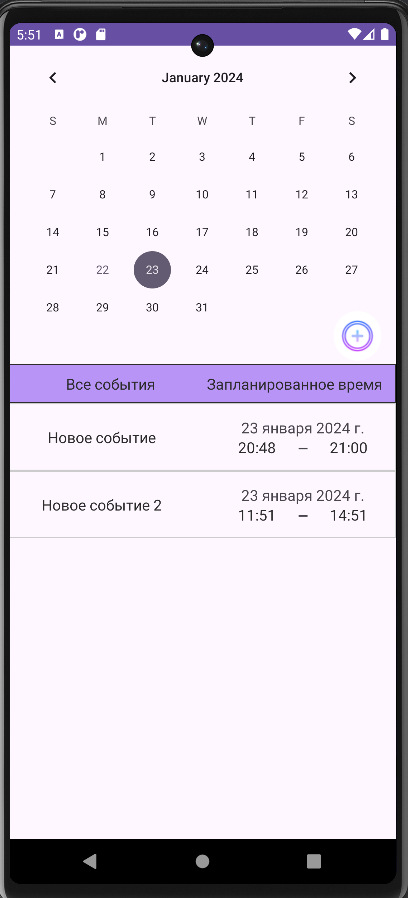 5:51
January 2024
S M T W T F S
1 2 3 4 5 6
7 8 9 10 11 12 13
14 15 16 17 18 19 20
21 22 23 24 25 26 27
28 29 30 31
Все события Запланированное время
Новое событие 23 января 2024 г.
20:48 — 21:00
Новое событие 2 23 января 2024 г.
11:51 — 14:51